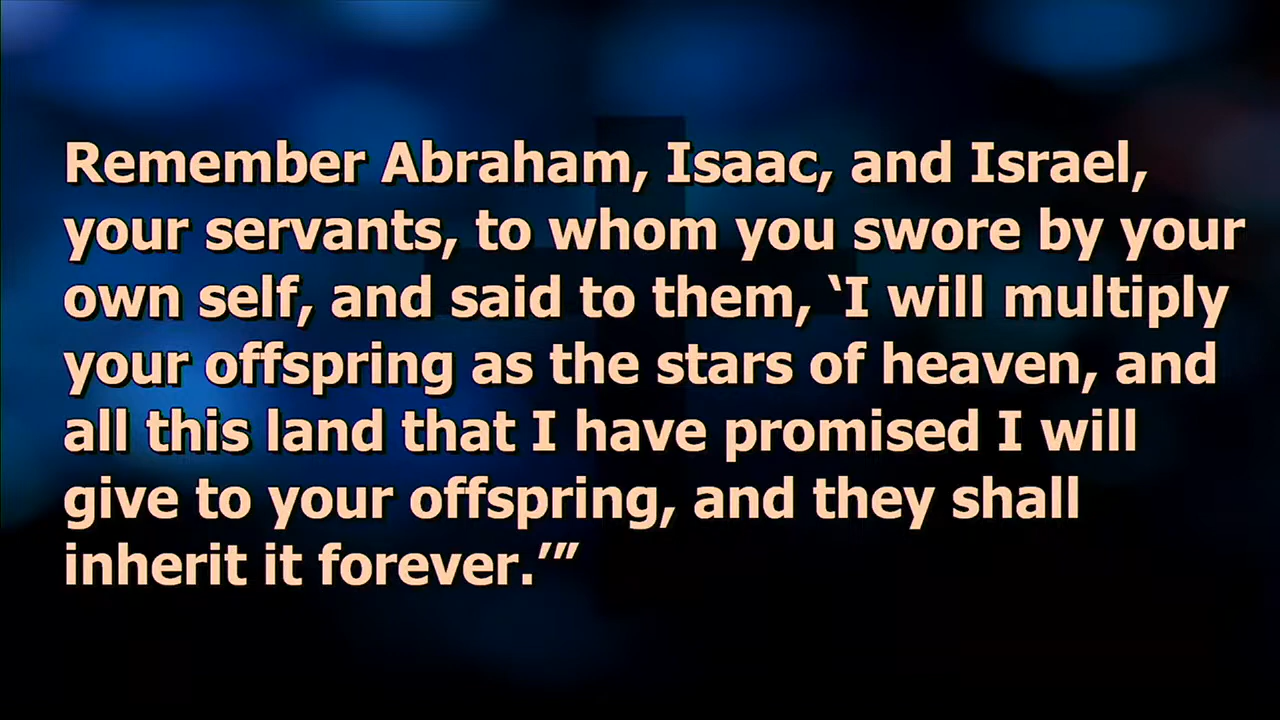 Remember Abraham, Isaac, and Israel,
your servants, to whom you swore by your
own self, and said to them, ‘I will multiply
your offspring as the stars of heaven, and
all this land that I have promised I will
give to your offspring, and they shall
inherit it forever.’”